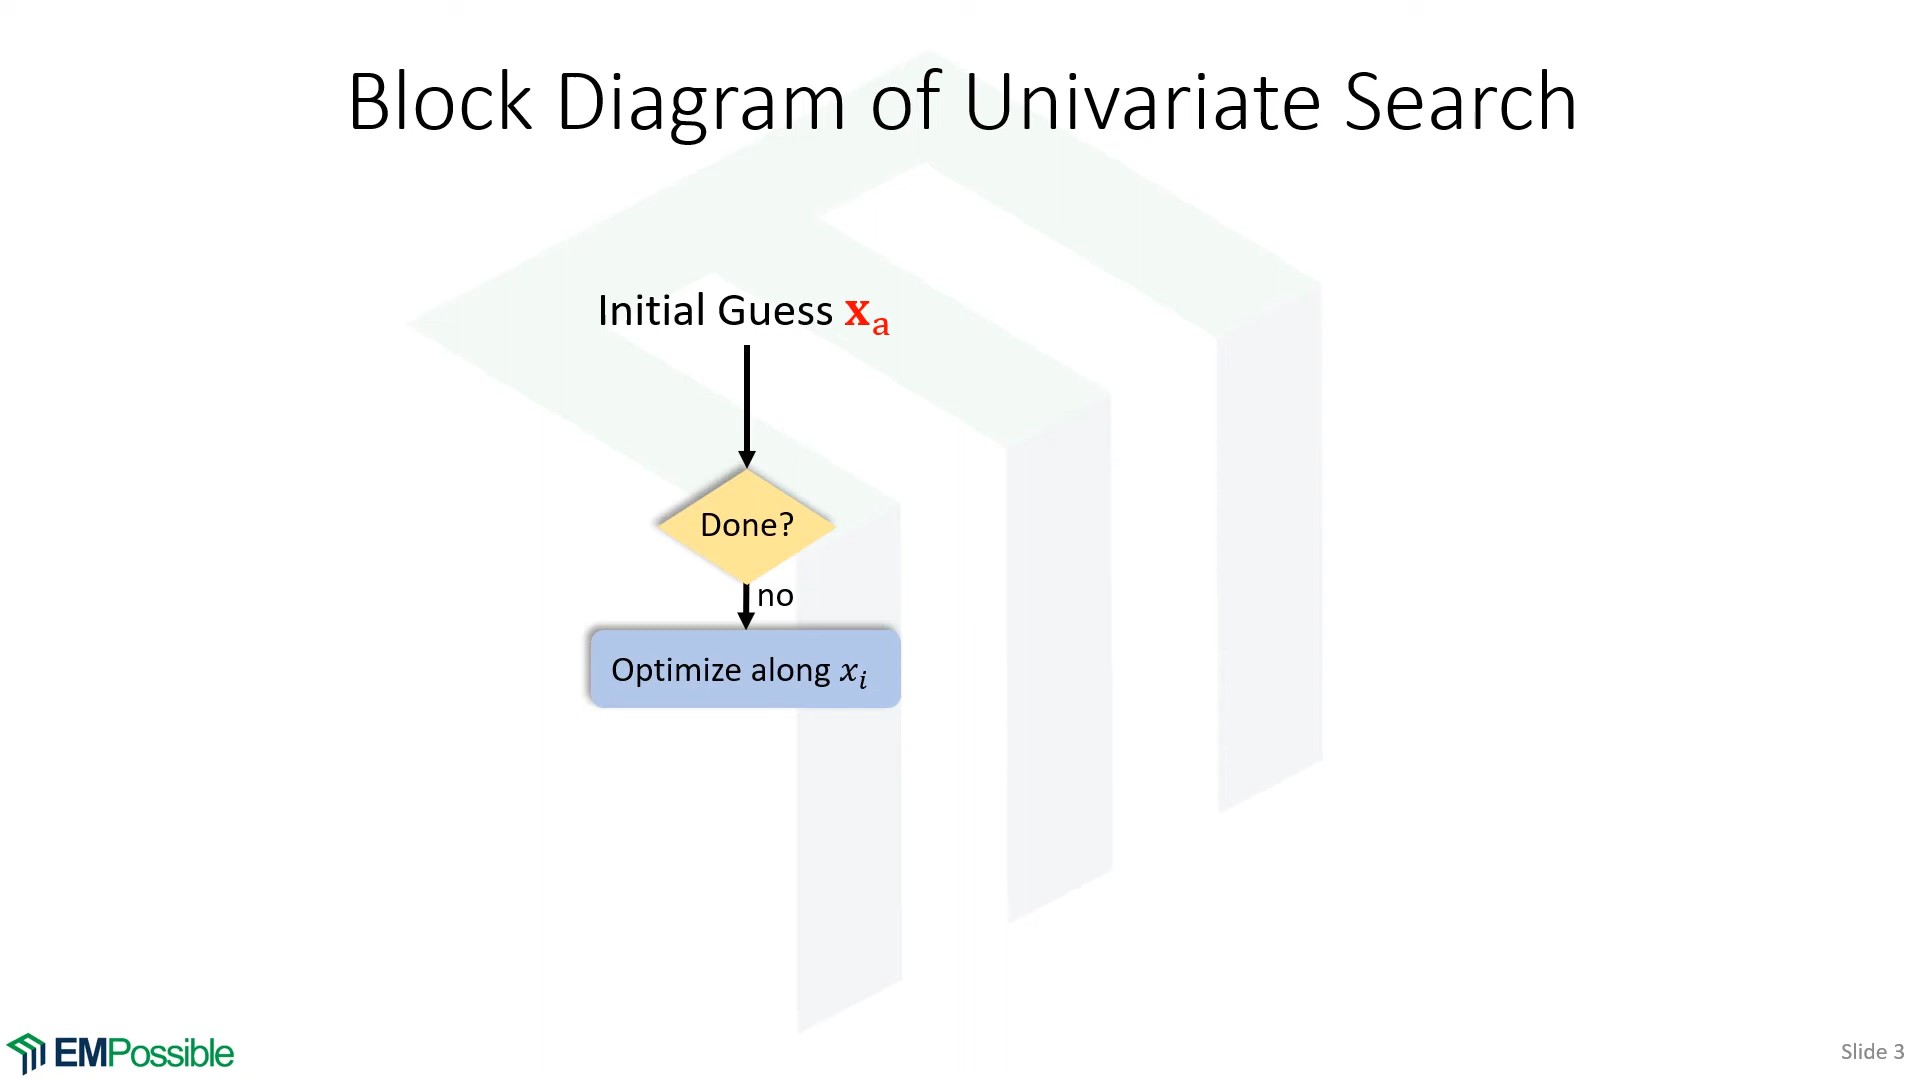 Block Diagram of Univariate Search
Initial Guess xₐ
Done?
no
Optimize along xᵢ
EMPossible
Slide 3